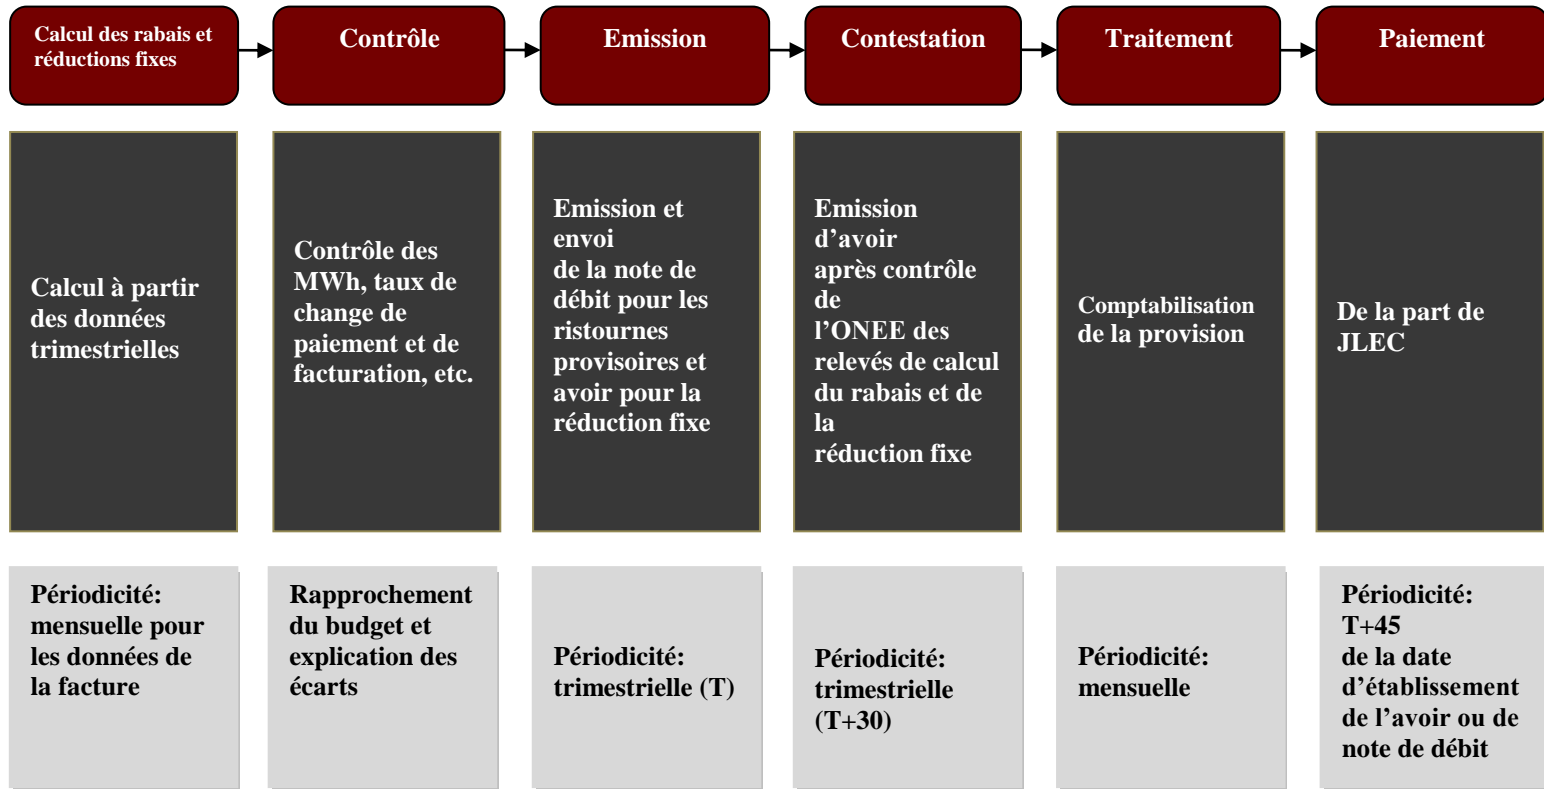 Calcul des rabais et
réductions fixes
Contrôle
Emission
Contestation
Traitement
Paiement
Calcul à partir
des données
trimestrielles
Contrôle des
MWh, taux de
change de
paiement et de
facturation, etc.
Emission et
envoi
de la note de
débit pour les
ristournes
provisoires et
avoir pour la
réduction fixe
Emission
d’avoir
après contrôle
de
l’ONEE des
relevés de calcul
du rabais et de
la
réduction fixe
Comptabilisation
de la provision
De la part de
JLEC
Périodicité:
mensuelle pour
les données de
la facture
Rapprochement
du budget et
explication des
écarts
Périodicité:
trimestrielle (T)
Périodicité:
trimestrielle
(T+30)
Périodicité:
mensuelle
Périodicité:
T+45
de la date
d’établissement
de l’avoir ou de
note de débit